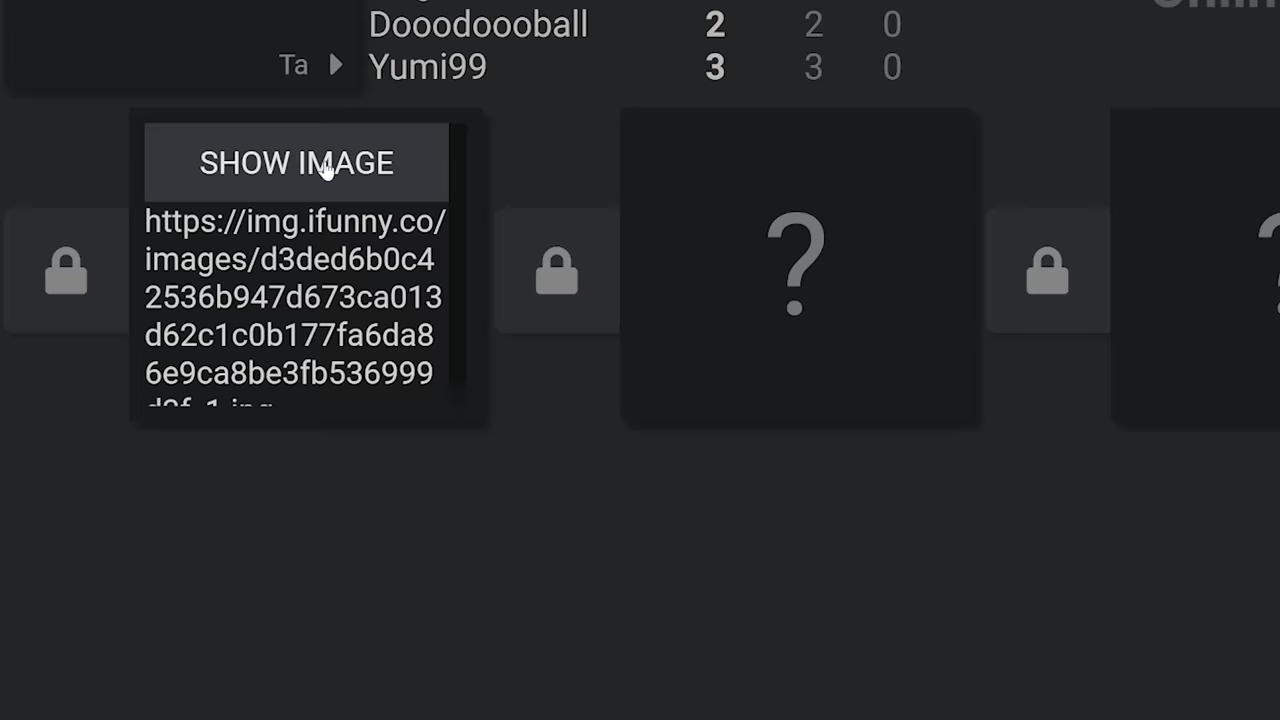 Dooodoooball 2 2 0
Ta Yumi99 3 3 0
SHOW IMAGE
https://img.ifunny.co/
images/d3ded6b0c4
2536b947d673ca013
d62c1c0b177fa6da8
6e9ca8be3fb536999
?